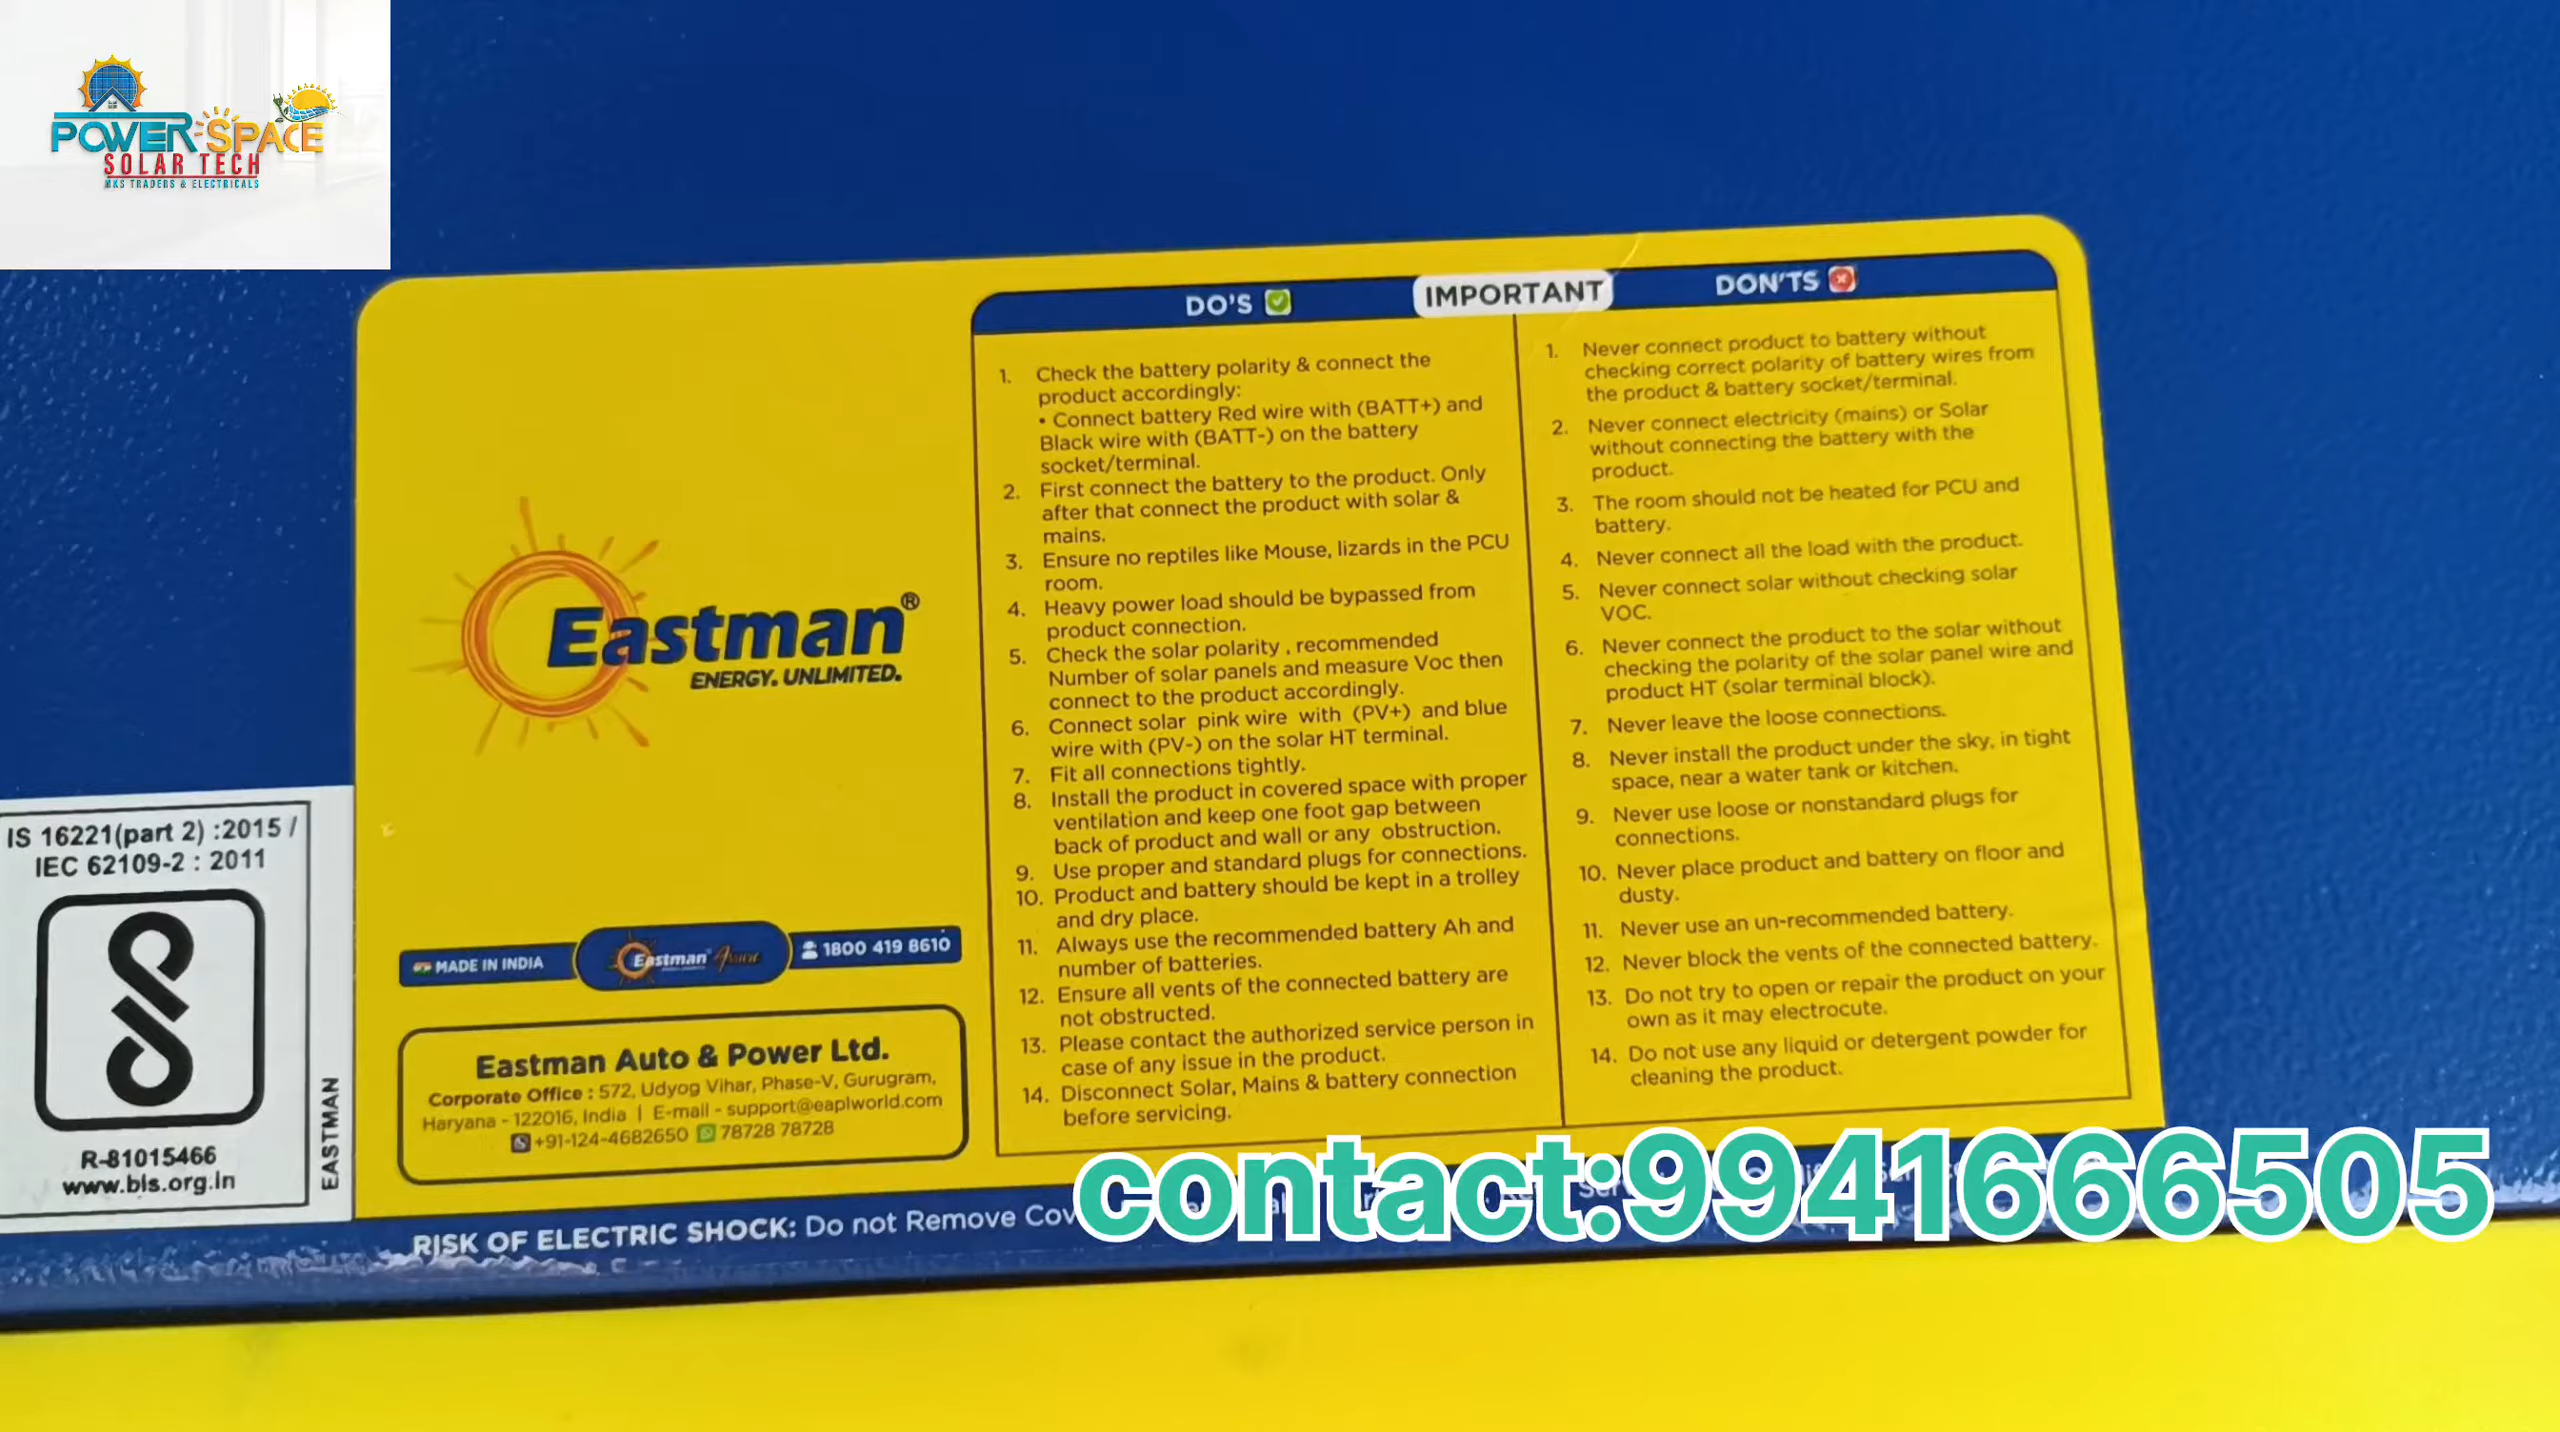 POWER SPACE
SOLAR TECH
MKS TRADERS & ELECTRICALS
Eastman®
ENERGY. UNLIMITED.
IS 16221(part 2) :2015 /
IEC 62109-2 : 2011
R-81015466
www.bis.org.in
EASTMAN
MADE IN INDIA
Eastman
1800 419 8610
Eastman Auto & Power Ltd.
Corporate Office : 572, Udyog Vihar, Phase-V, Gurugram,
Haryana - 122016, India | E-mail - support@eaplworld.com
+91-124-4682650 78728 78728
IMPORTANT
DO'S
1. Check the battery polarity & connect the
product accordingly:
• Connect battery Red wire with (BATT+) and
Black wire with (BATT-) on the battery
socket/terminal.
2. First connect the battery to the product. Only
after that connect the product with solar &
mains.
3. Ensure no reptiles like Mouse, lizards in the PCU
room.
4. Heavy power load should be bypassed from
product connection.
5. Check the solar polarity , recommended
Number of solar panels and measure Voc then
connect to the product accordingly.
6. Connect solar pink wire with (PV+) and blue
wire with (PV-) on the solar HT terminal.
7. Fit all connections tightly.
8. Install the product in covered space with proper
ventilation and keep one foot gap between
back of product and wall or any obstruction.
9. Use proper and standard plugs for connections.
10. Product and battery should be kept in a trolley
and dry place.
11. Always use the recommended battery Ah and
number of batteries.
12. Ensure all vents of the connected battery are
not obstructed.
13. Please contact the authorized service person in
case of any issue in the product.
14. Disconnect Solar, Mains & battery connection
before servicing.
DON'TS
1. Never connect product to battery without
checking correct polarity of battery wires from
the product & battery socket/terminal.
2. Never connect electricity (mains) or Solar
without connecting the battery with the
product.
3. The room should not be heated for PCU and
battery.
4. Never connect all the load with the product.
5. Never connect solar without checking solar
VOC.
6. Never connect the product to the solar without
checking the polarity of the solar panel wire and
product HT (solar terminal block).
7. Never leave the loose connections.
8. Never install the product under the sky, in tight
space, near a water tank or kitchen.
9. Never use loose or nonstandard plugs for
connections.
10. Never place product and battery on floor and
dusty.
11. Never use an un-recommended battery.
12. Never block the vents of the connected battery.
13. Do not try to open or repair the product on your
own as it may electrocute.
14. Do not use any liquid or detergent powder for
cleaning the product.
RISK OF ELECTRIC SHOCK: Do not Remove
contact:9941666505